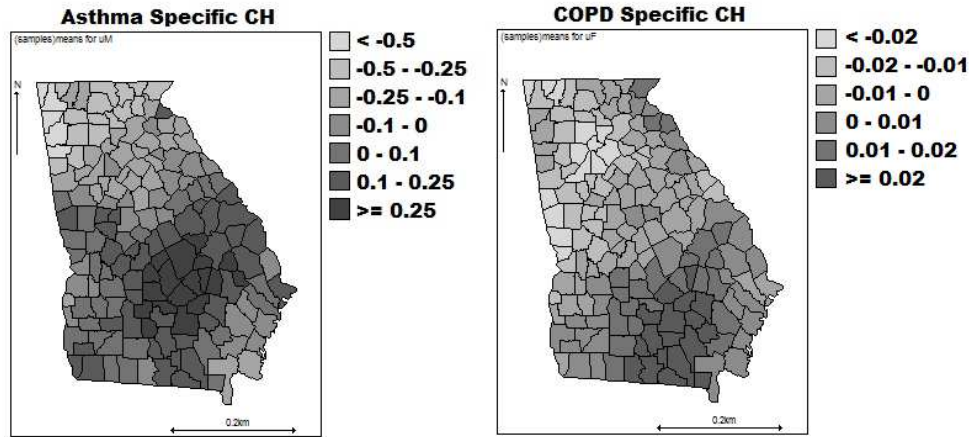 Asthma Specific CH
(samples)means for uM
N
< -0.5
-0.5 - -0.25
-0.25 - -0.1
-0.1 - 0
0 - 0.1
0.1 - 0.25
>= 0.25
0.2km
COPD Specific CH
(samples)means for uF
N
< -0.02
-0.02 - -0.01
-0.01 - 0
0 - 0.01
0.01 - 0.02
>= 0.02
0.2km